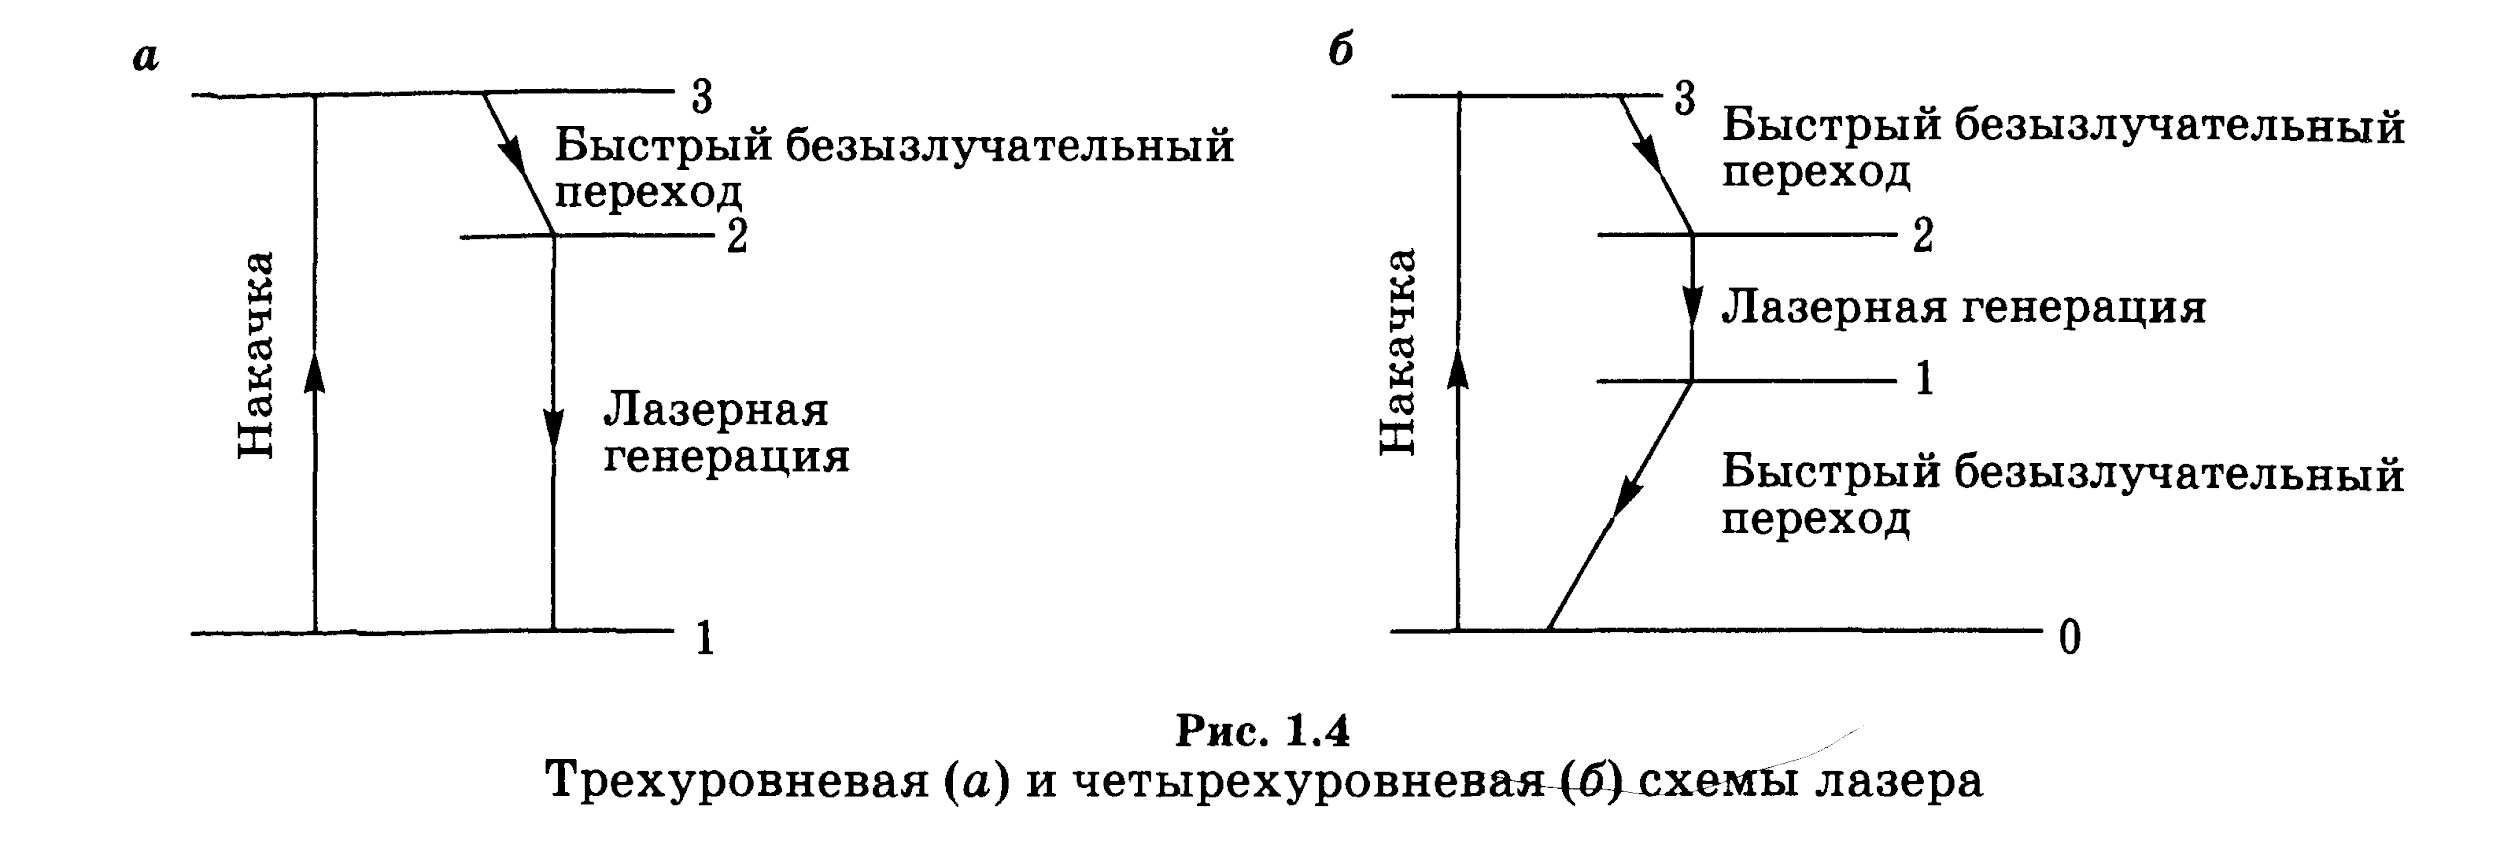 а
3
Быстрый безызлучательный
переход
2
Накачка
Лазерная
генерация
1
б
3
Быстрый безызлучательный
переход
2
Накачка
Лазерная генерация
1
Быстрый безызлучательный
переход
0
Рис. 1.4
Трехуровневая (а) и четырехуровневая (б) схемы лазера